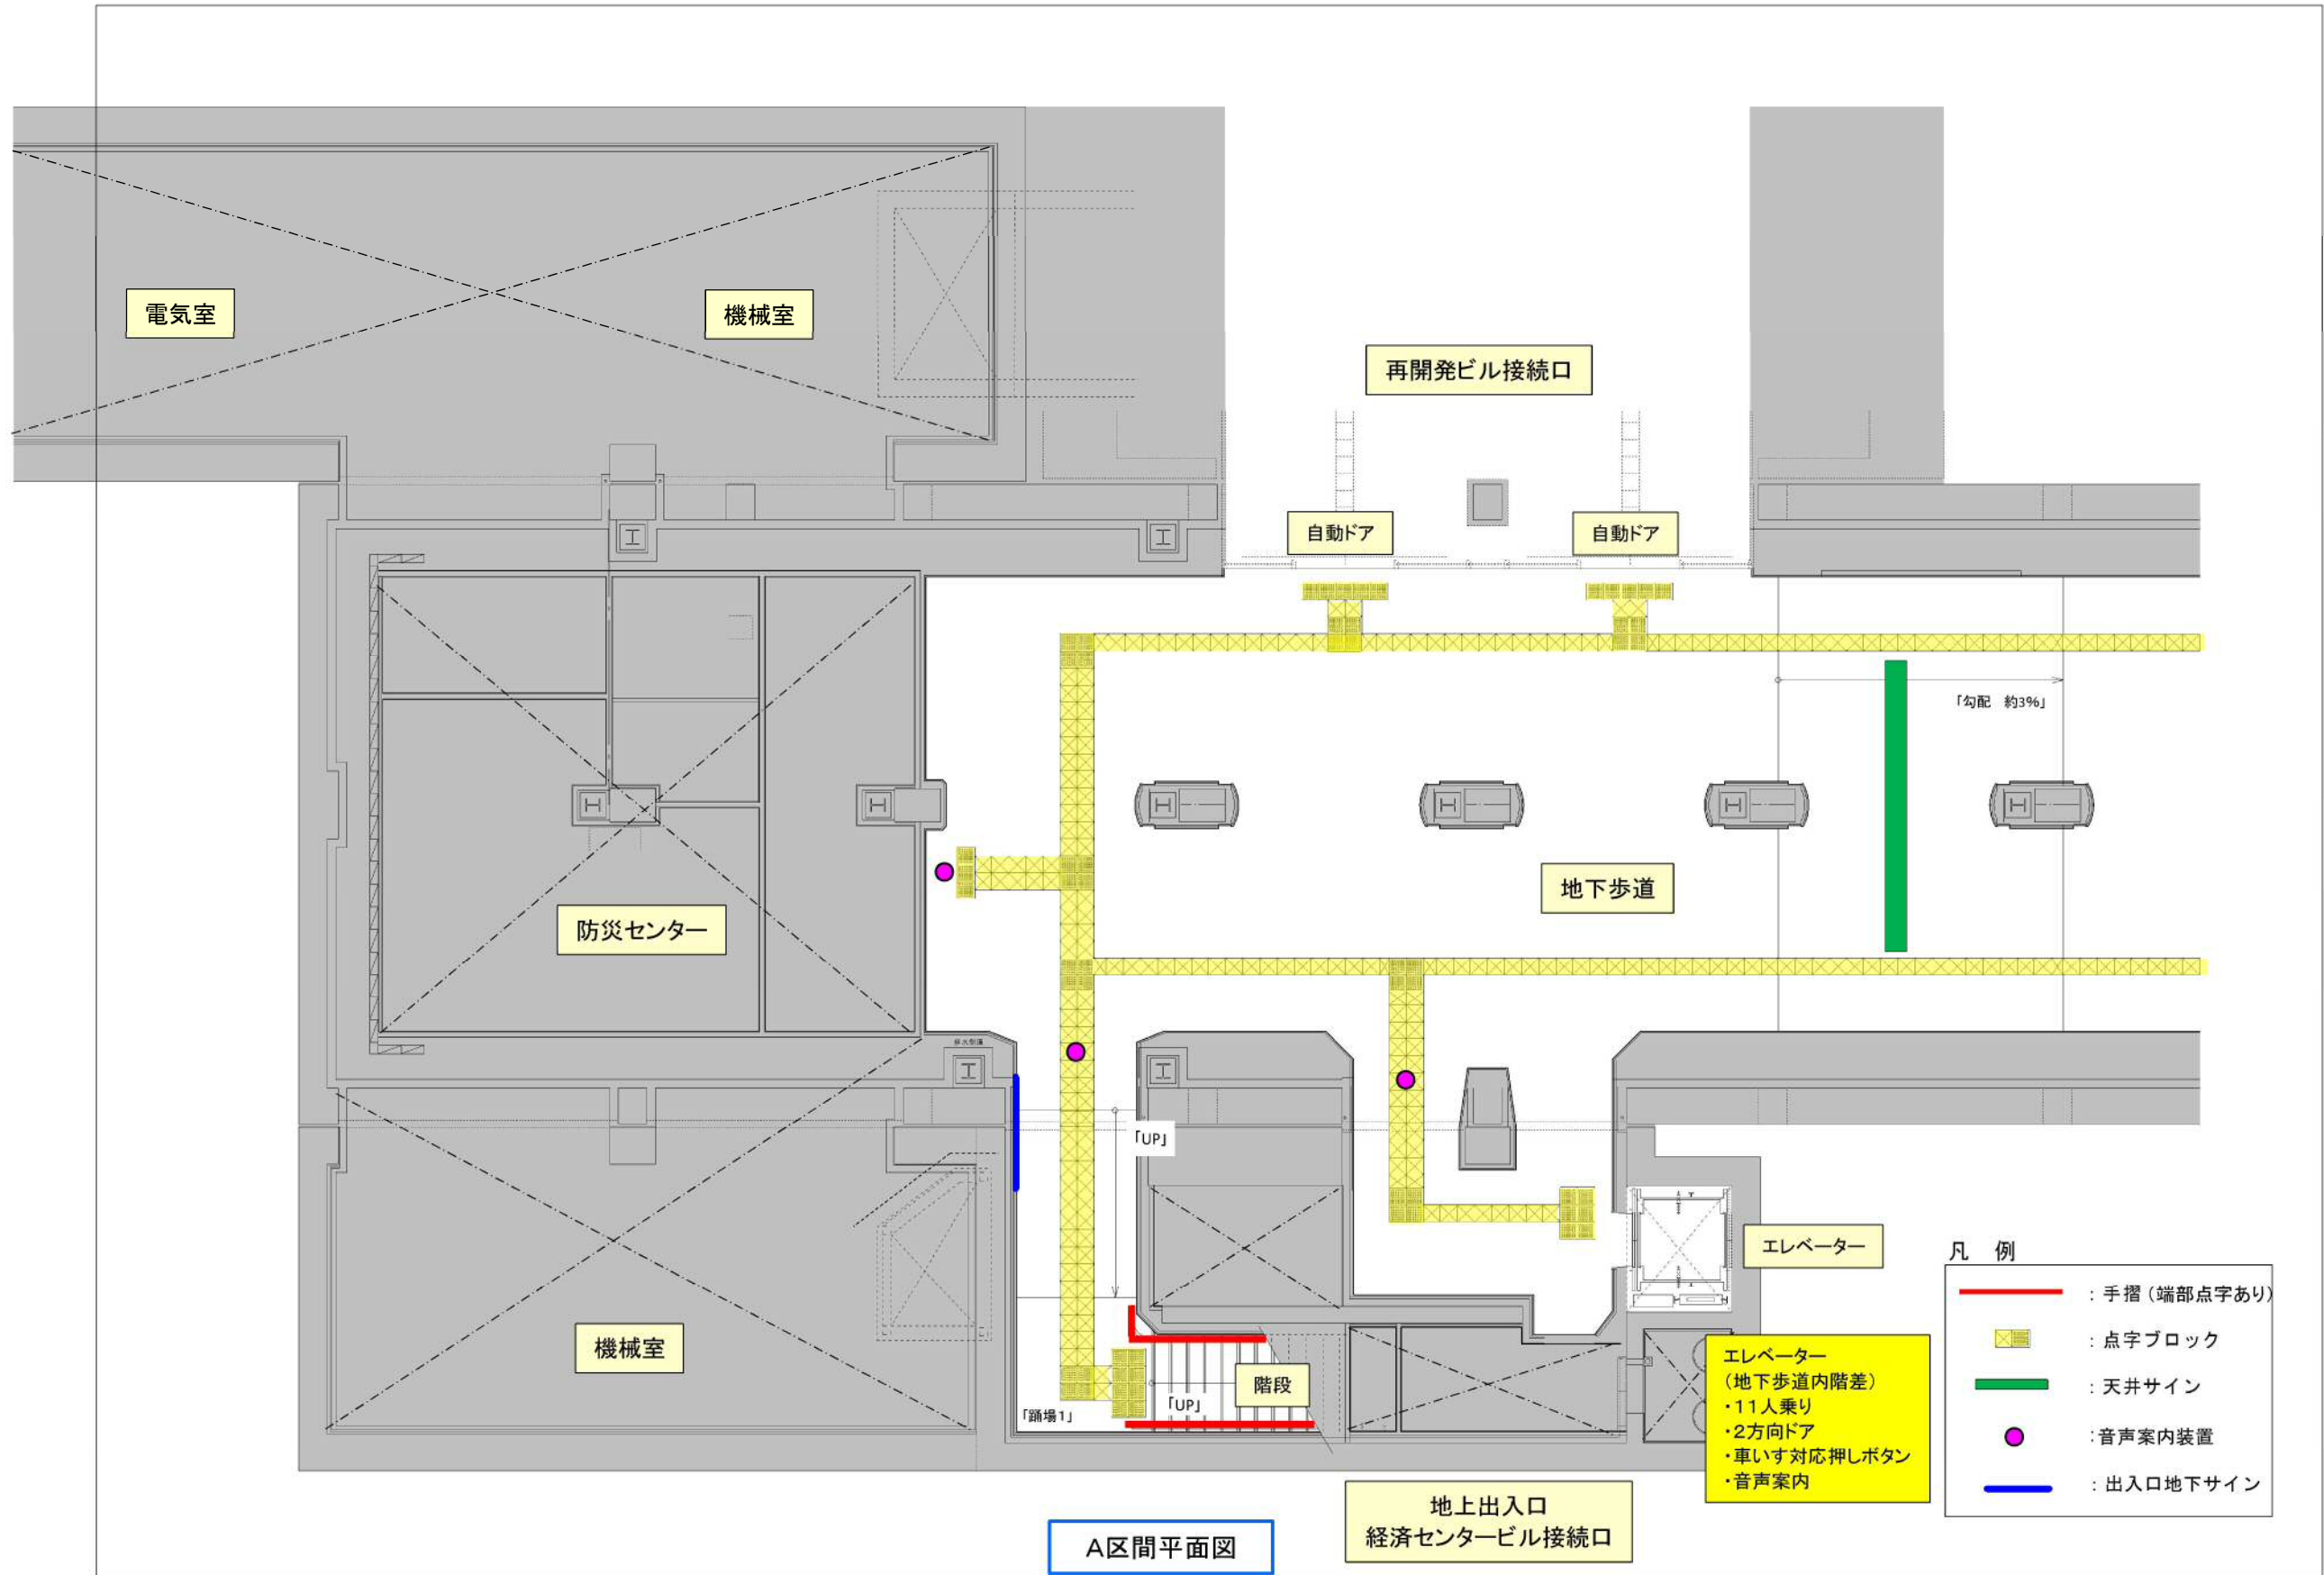 電気室
機械室
再開発ビル接続口
自動ドア
自動ドア
「勾配 約3%」
地下歩道
防災センター
「UP」
エレベーター
機械室
階段
「UP」
「踊場1」
エレベーター
（地下歩道内階差）
・11人乗り
・2方向ドア
・車いす対応押しボタン
・音声案内
凡 例
：手摺（端部点字あり）
：点字ブロック
：天井サイン
：音声案内装置
：出入口地下サイン
地上出入口
経済センタービル接続口
A区間平面図